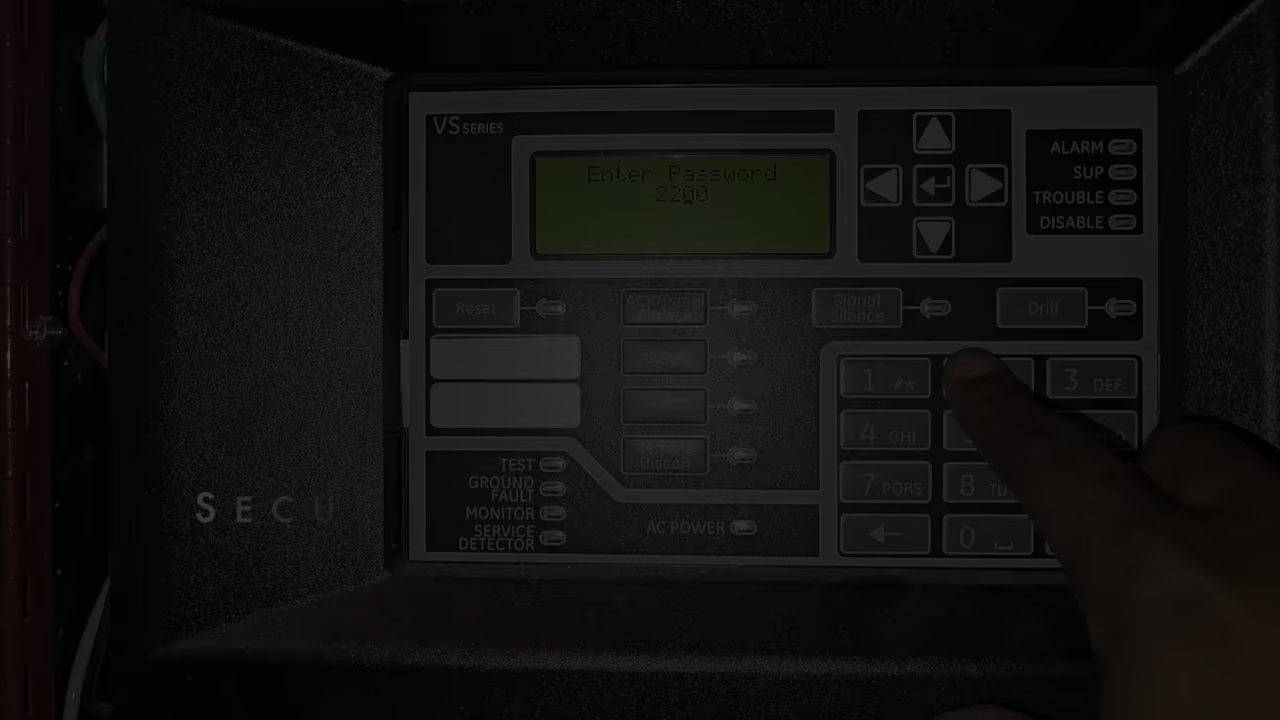 VS SERIES
Enter Password
2200
ALARM
SUP
TROUBLE
DISABLE
Reset
ACK/Panel
Silence
Signal
Silence
Drill
1 .#*
3 DEF
4 GHI
7 PQRS
8 TU
0
Remote
Discon
TEST
GROUND
FAULT
MONITOR
SERVICE
DETECTOR
AC POWER
SECU